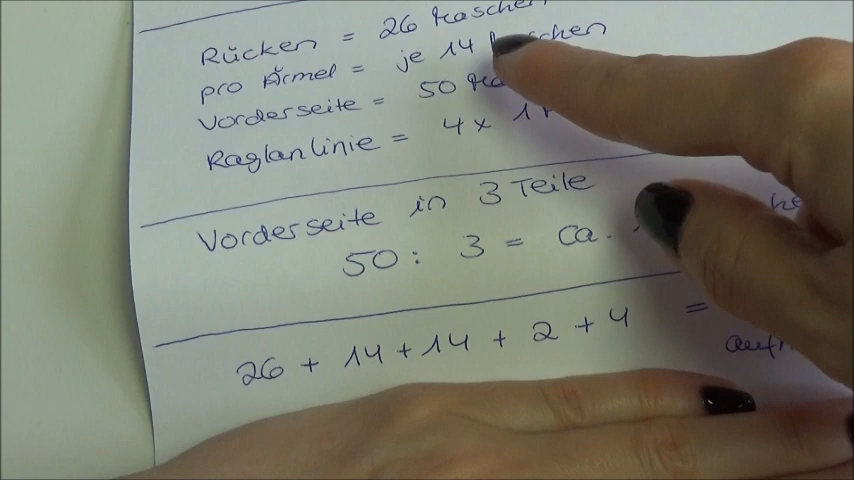 Rücken = 26 Maschen
pro Ärmel = je 14
Vorderseite = 50
Raglanlinie = 4 x 1
Vorderseite in 3 Teile
50 : 3 = ca.
26 + 14 + 14 + 2 + 4 =